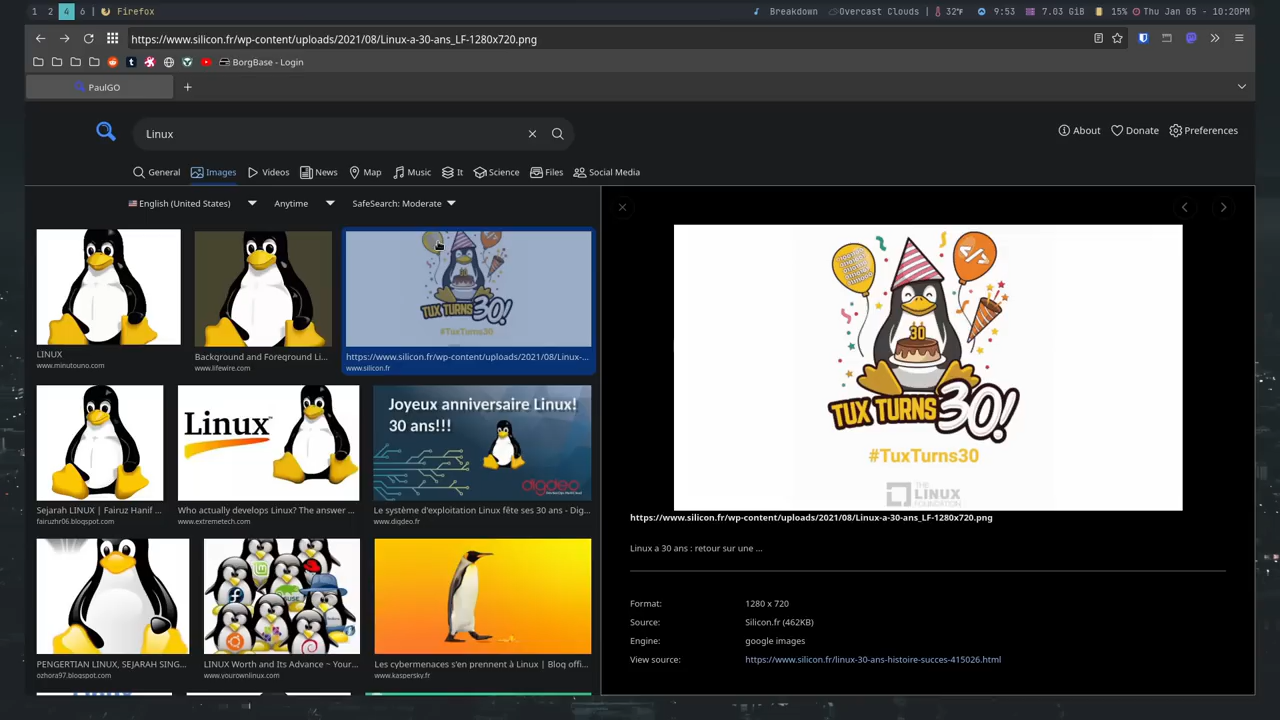 1 2 4 6 Firefox
Breakdown Overcast Clouds 32°F 9:53 7.03 GiB 15% Thu Jan 05 - 10:20PM
https://www.silicon.fr/wp-content/uploads/2021/08/Linux-a-30-ans_LF-1280x720.png
BorgBase - Login
PaulGO
Linux
About Donate Preferences
General Images Videos News Map Music It Science Files Social Media
English (United States) Anytime SafeSearch: Moderate
TUX TURNS 30!
#TuxTurns30
LINUX
www.minutouno.com
Background and Foreground Li...
www.lifewire.com
https://www.silicon.fr/wp-content/uploads/2021/08/Linux-...
www.silicon.fr
Linux™
Joyeux anniversaire Linux!
30 ans!!!
digdeo
Sejarah LINUX | Fairuz Hanif ...
fairuzhr06.blogspot.com
Who actually develops Linux? The answer ...
www.extremetech.com
Le système d'exploitation Linux fête ses 30 ans - Dig...
www.digdeo.fr
PENGERTIAN LINUX, SEJARAH SING...
ozhora97.blogspot.com
LINUX Worth and Its Advance ~ Your...
www.yourownlinux.com
Les cybermenaces s'en prennent à Linux | Blog offi...
www.kaspersky.fr
30
TUX TURNS 30!
#TuxTurns30
THE
LINUX
FOUNDATION
https://www.silicon.fr/wp-content/uploads/2021/08/Linux-a-30-ans_LF-1280x720.png
Linux a 30 ans : retour sur une ...
Format: 1280 x 720
Source: Silicon.fr (462KB)
Engine: google images
View source: https://www.silicon.fr/linux-30-ans-histoire-succes-415026.html